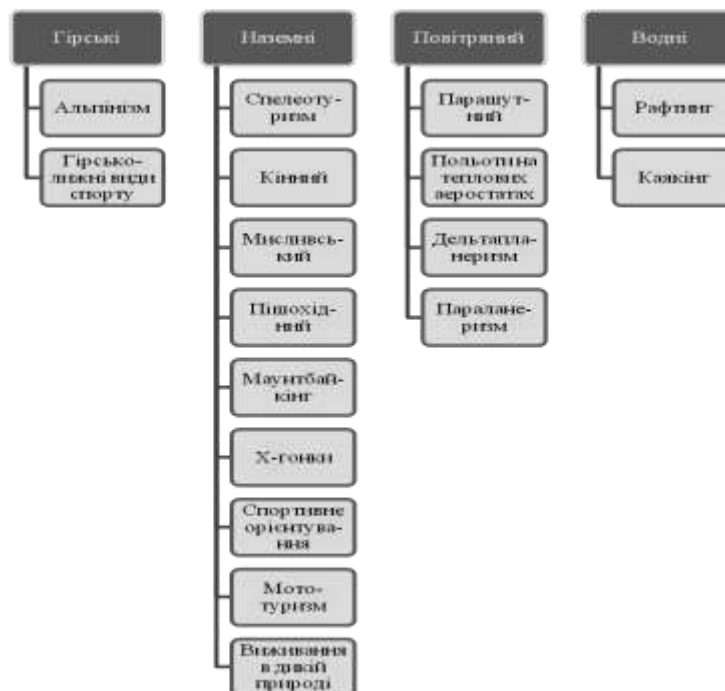 Гірські
Альпінізм
Гірсько-
лижні види
спорту
Наземні
Спелеоту-
ризм
Кінний
Мисливсь-
кий
Пішохід-
ний
Маунтбай-
кінг
Х-гонки
Спортивне
орієнтува-
ння
Мото-
туризм
Виживання
в дикій
природі
Повітряний
Парашут-
ний
Польоти на
теплових
аеростатах
Дельтапла-
неризм
Паралане-
ризм
Водні
Рафтинг
Каякінг